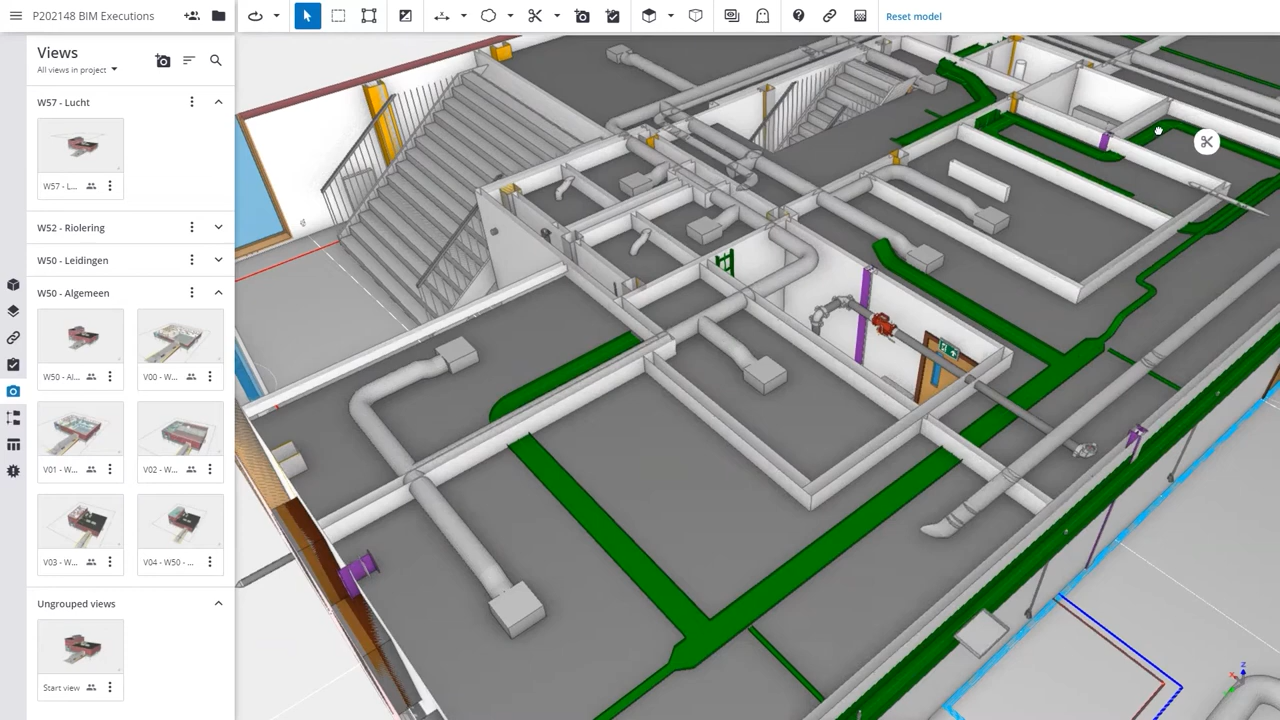 P202148 BIM Executions
Reset model
Views
All views in project
W57 - Lucht
W57 - L...
W52 - Riolering
W50 - Leidingen
W50 - Algemeen
W50 - Al...
V00 - W...
V01 - W...
V02 - W...
V03 - W...
V04 - W50 - ...
Ungrouped views
Start view
Z